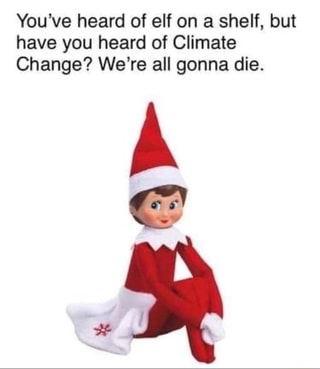 You've heard of elf on a shelf, but
have you heard of Climate
Change? We're all gonna die.